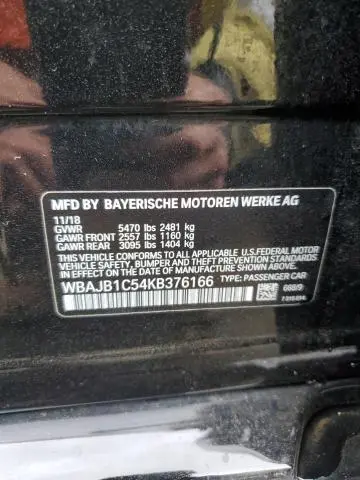 MFD BY BAYERISCHE MOTOREN WERKE AG
11/18
GVWR 5470 lbs 2481 kg
GAWR FRONT 2557 lbs 1160 kg
GAWR REAR 3095 lbs 1404 kg
THIS VEHICLE CONFORMS TO ALL APPLICABLE U.S. FEDERAL MOTOR
VEHICLE SAFETY, BUMPER AND THEFT PREVENTION STANDARDS IN
EFFECT ON THE DATE OF MANUFACTURE SHOWN ABOVE.
WBAJB1C54KB376166 TYPE: PASSENGER CAR
668/9